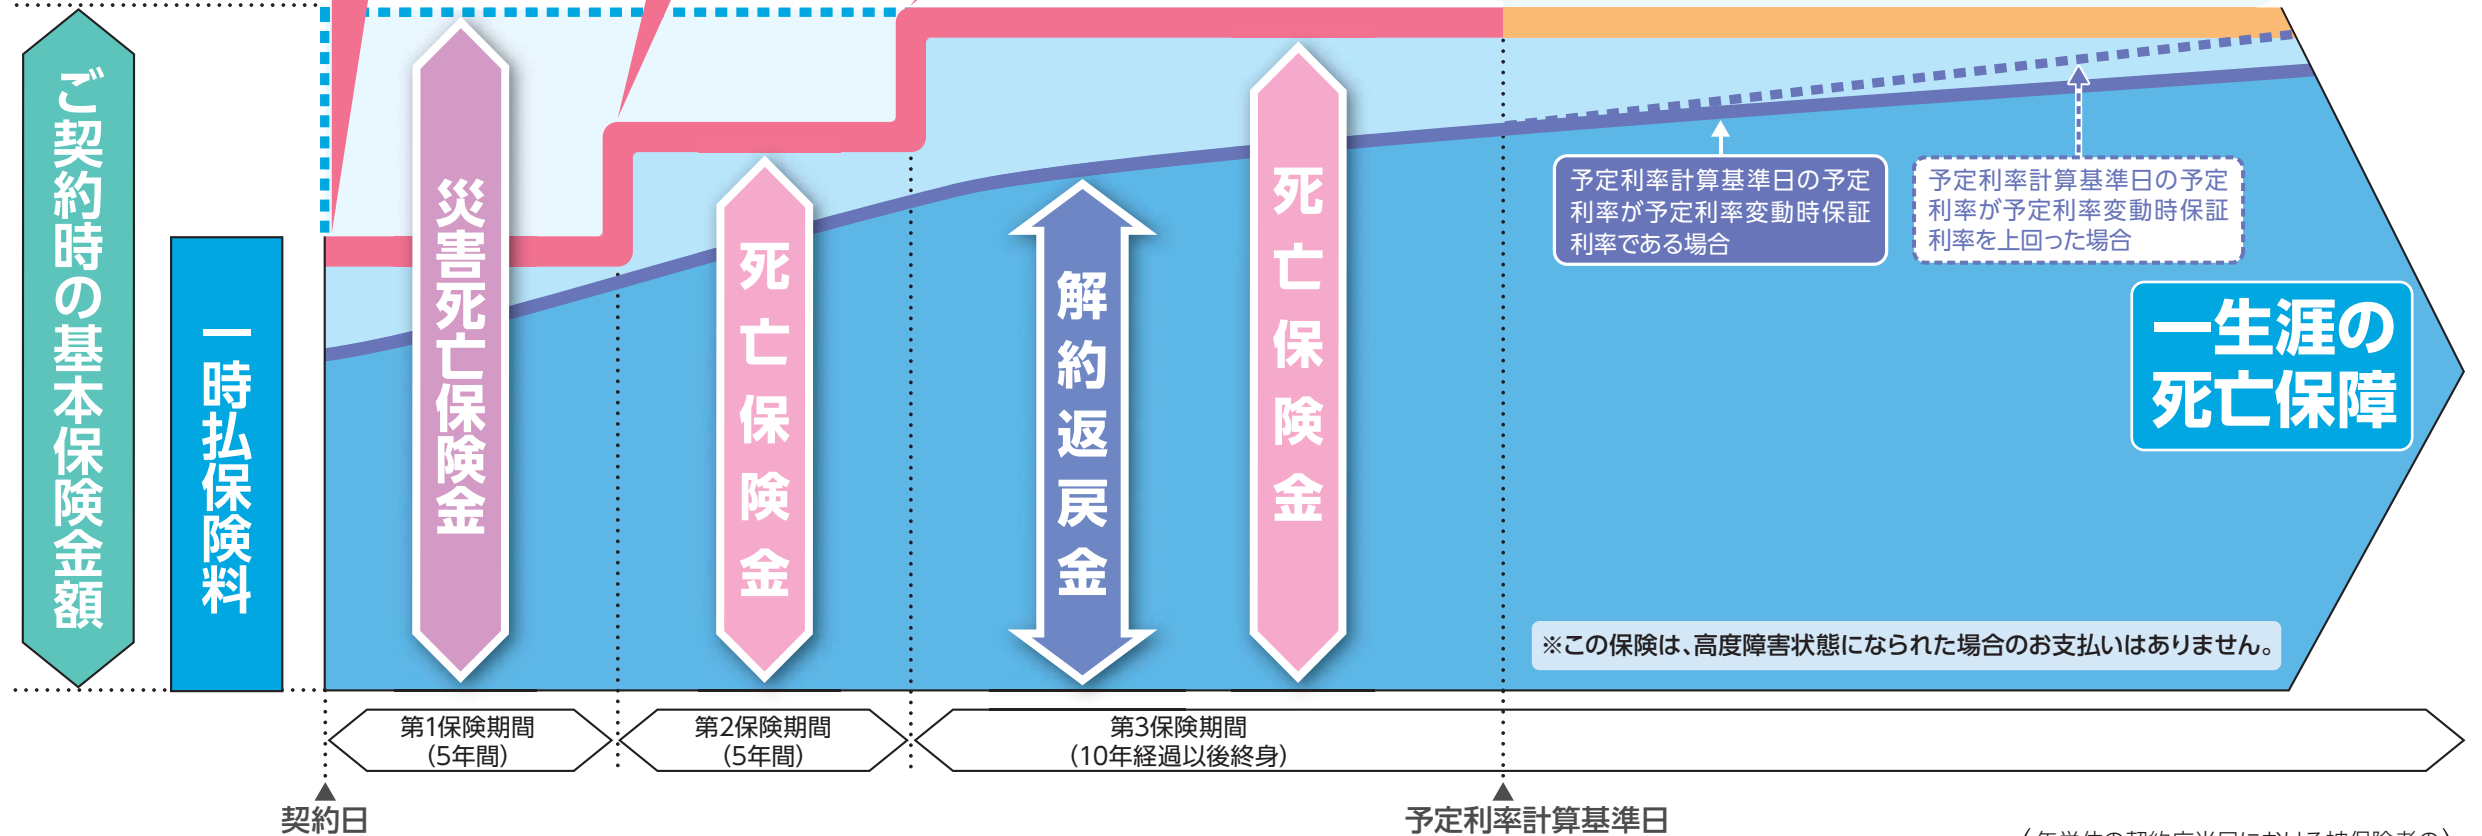 ご契約時の基本保険金額
一時払保険料
災害死亡保険金
死亡保険金
解約返戻金
死亡保険金
予定利率計算基準日の予定
利率が予定利率変動時保証
利率である場合
予定利率計算基準日の予定
利率が予定利率変動時保証
利率を上回った場合
一生涯の
死亡保障
※この保険は、高度障害状態になられた場合のお支払いはありません。
第1保険期間
(5年間)
第2保険期間
(5年間)
第3保険期間
(10年経過以後終身)
▲
契約日
▲
予定利率計算基準日